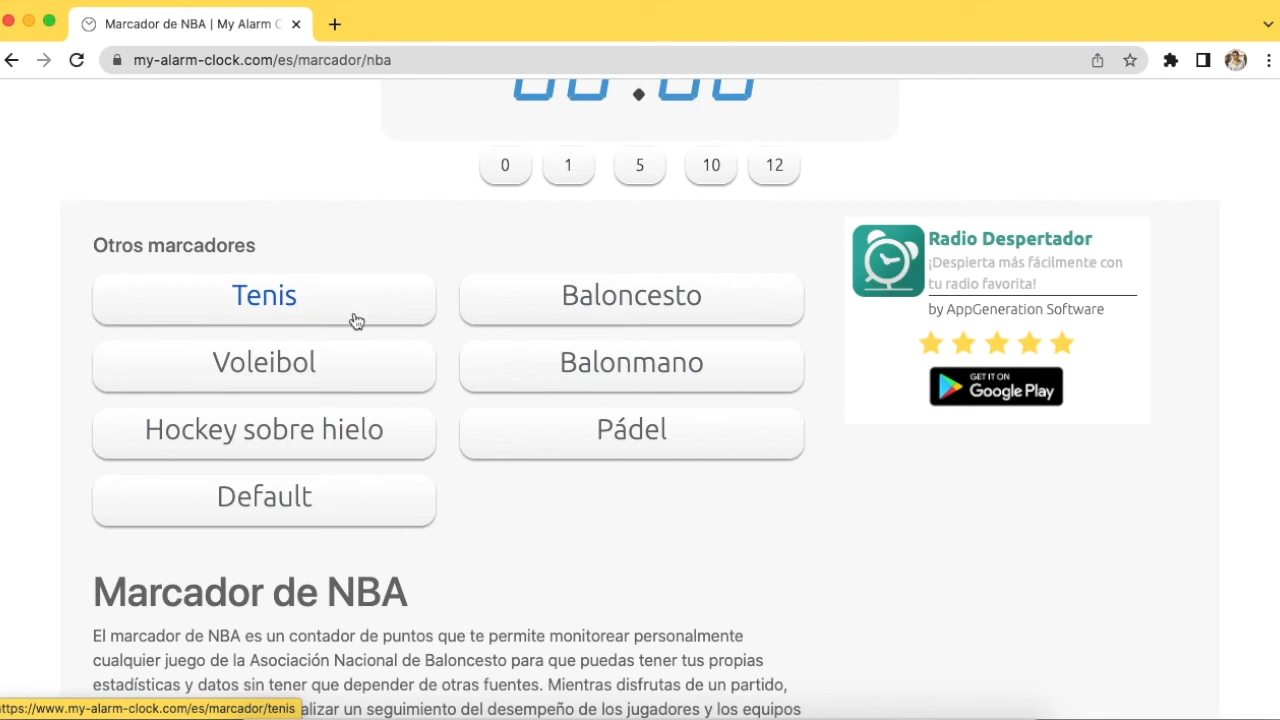 Marcador de NBA | My Alarm C
my-alarm-clock.com/es/marcador/nba
00:00
0 1 5 10 12
Otros marcadores
Tenis
Baloncesto
Voleibol
Balonmano
Hockey sobre hielo
Pádel
Default
Radio Despertador
¡Despierta más fácilmente con
tu radio favorita!
by AppGeneration Software
GET IT ON
Google Play
Marcador de NBA
El marcador de NBA es un contador de puntos que te permite monitorear personalmente
cualquier juego de la Asociación Nacional de Baloncesto para que puedas tener tus propias
estadísticas y datos sin tener que depender de otras fuentes. Mientras disfrutas de un partido,
alizar un seguimiento del desempeño de los jugadores y los equipos
ttps://www.my-alarm-clock.com/es/marcador/tenis